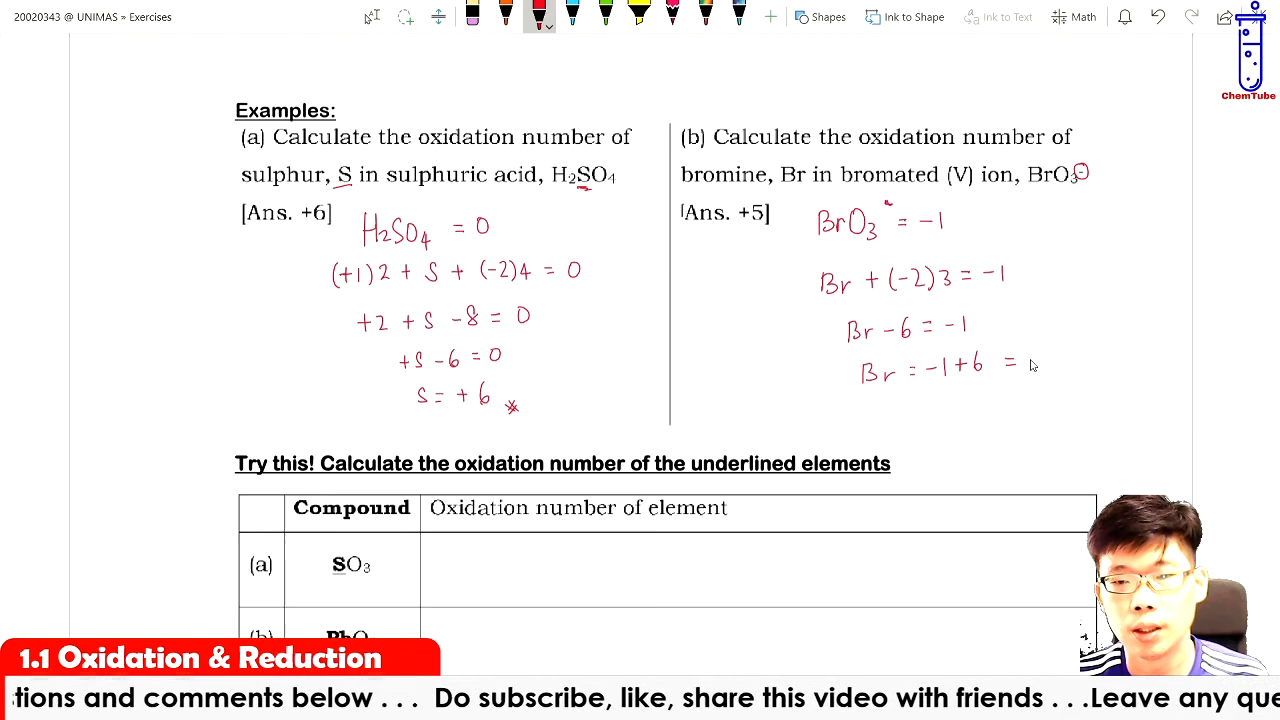 20020343 @ UNIMAS » Exercises
Shapes
Ink to Shape
Ink to Text
Math
ChemTube
Examples:
(a) Calculate the oxidation number of
sulphur, S in sulphuric acid, H₂SO₄
[Ans. +6]
H₂SO₄ = 0
(+1)2 + S + (-2)4 = 0
+2 + S - 8 = 0
+S - 6 = 0
S = +6 *
(b) Calculate the oxidation number of
bromine, Br in bromated (V) ion, BrO₃⁻
[Ans. +5]
BrO₃⁻ = -1
Br + (-2)3 = -1
Br - 6 = -1
Br = -1 + 6 =
Try this! Calculate the oxidation number of the underlined elements
Compound Oxidation number of element
(a) SO₃
(b) PbO
1.1 Oxidation & Reduction
tions and comments below . . . Do subscribe, like, share this video with friends . . .Leave any que